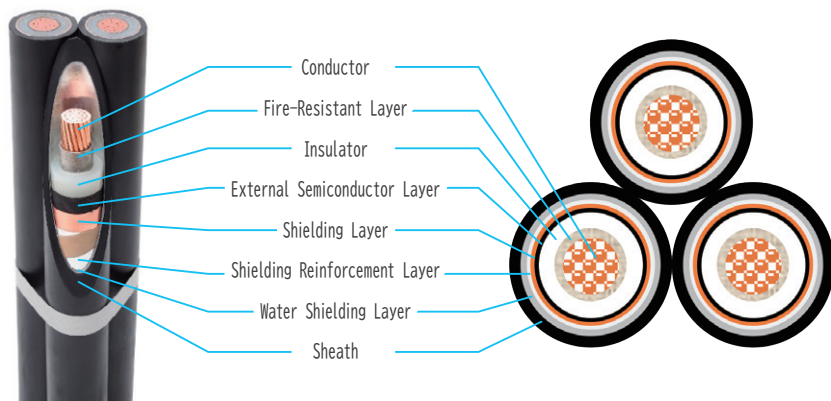 Conductor
Fire-Resistant Layer
Insulator
External Semiconductor Layer
Shielding Layer
Shielding Reinforcement Layer
Water Shielding Layer
Sheath